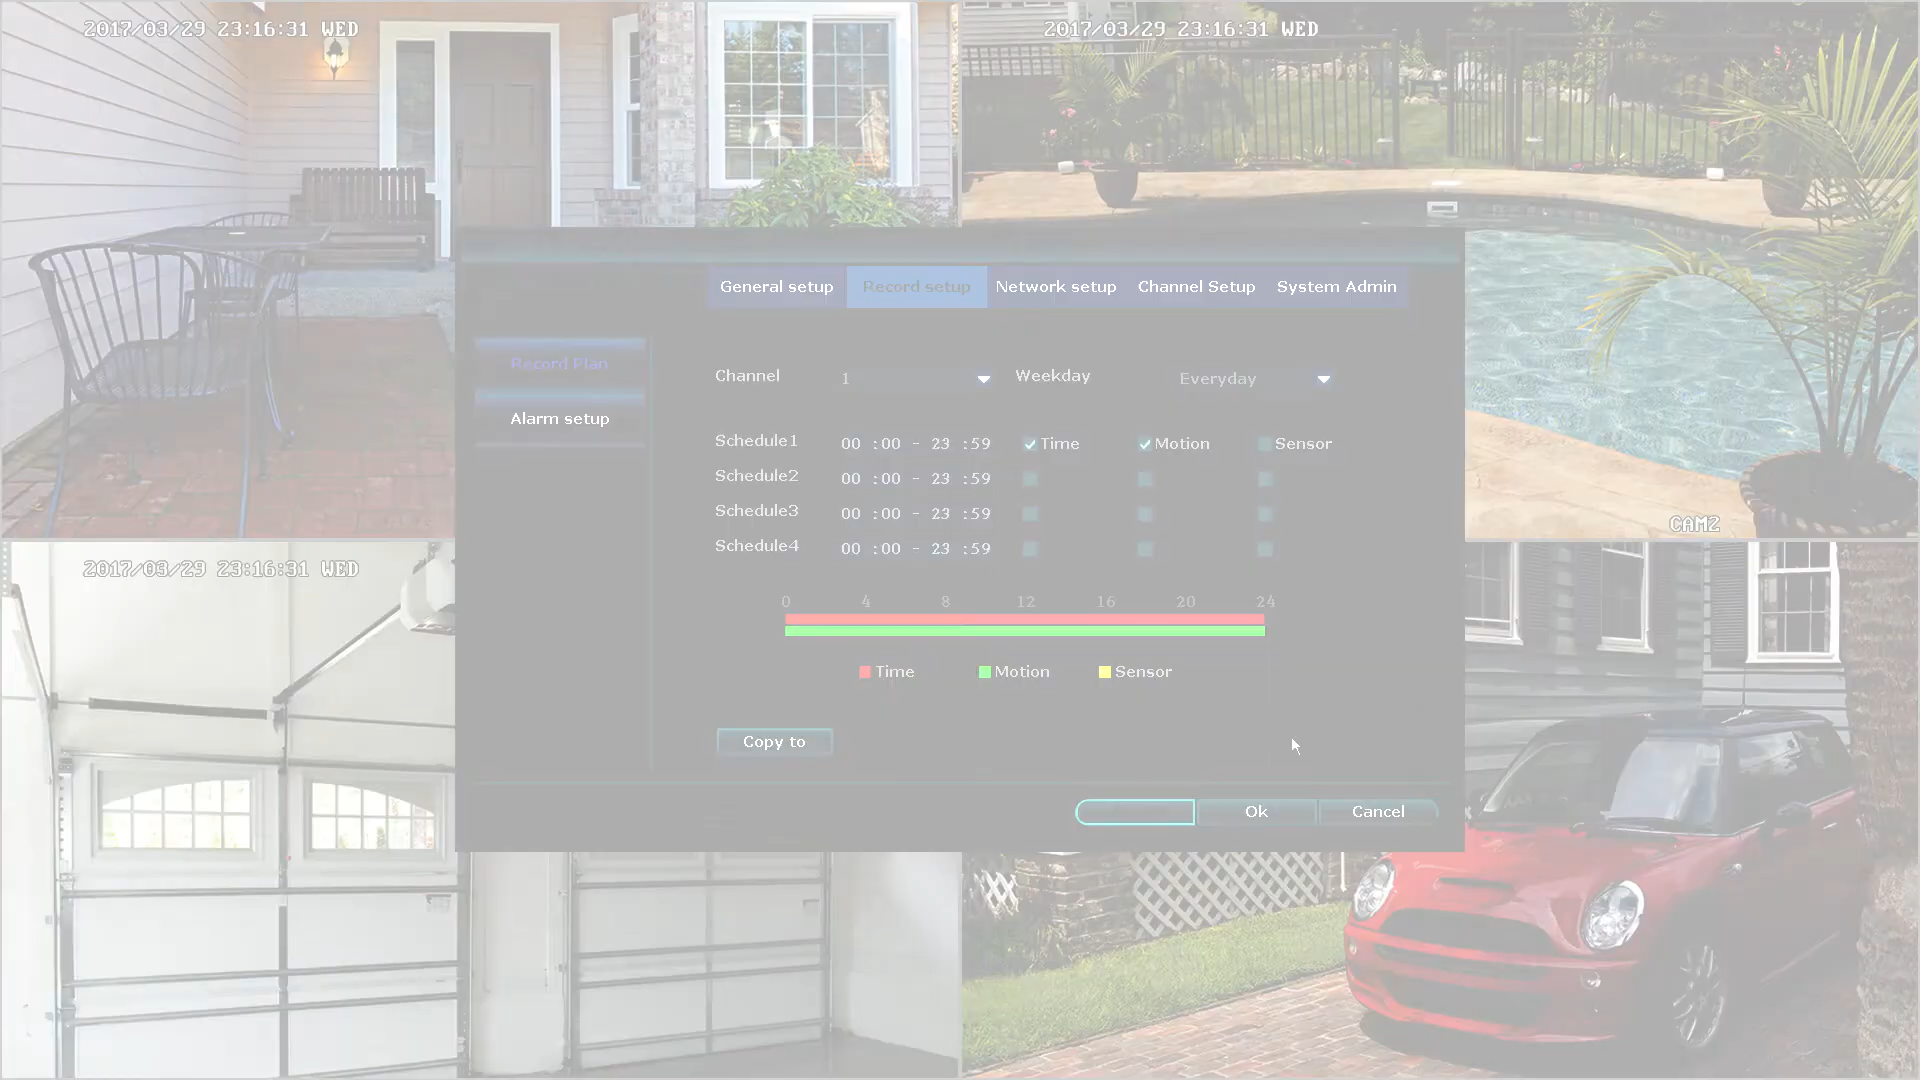 2017/03/29 23:16:31 WED
2017/03/29 23:16:31 WED
General setup Record setup Network setup Channel Setup System Admin
Record Plan
Alarm setup
Channel 1 Weekday Everyday
Schedule1 00 :00 - 23 :59 Time Motion Sensor
Schedule2 00 :00 - 23 :59
Schedule3 00 :00 - 23 :59
Schedule4 00 :00 - 23 :59
0 4 8 12 16 20 24
Time Motion Sensor
Copy to
Ok Cancel
CAM2
2017/03/29 23:16:31 WED